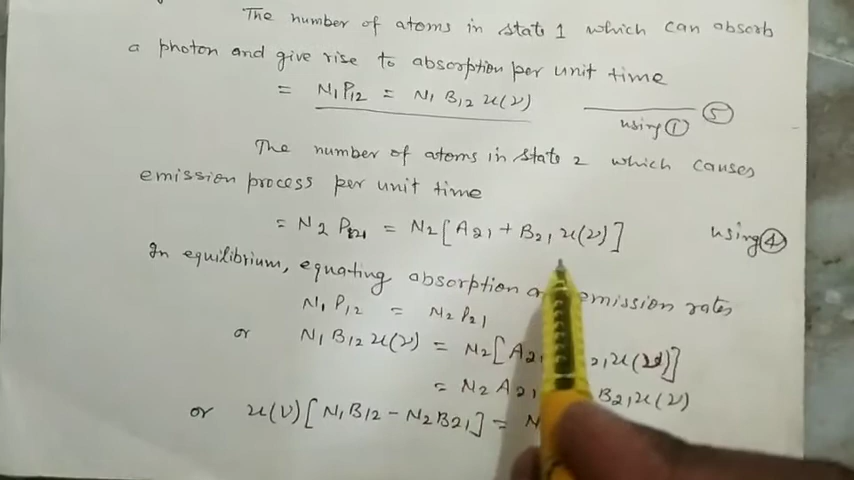 The number of atoms in state 1 which can absorb
a photon and give rise to absorption per unit time
= N₁P₁₂ = N₁ B₁₂ u(ν) ⑤
using ①
The number of atoms in state 2 which causes
emission process per unit time
= N₂ P₂₁ = N₂[A₂₁ + B₂₁ u(ν)] using ④
In equilibrium, equating absorption emission rates
N₁ P₁₂ = N₂ P₂₁
or N₁ B₁₂ u(ν) = N₂[A₂₁ u(ν)]
= N₂ A₂₁ B₂₁ u(ν)
or u(ν) [N₁ B₁₂ - N₂ B₂₁] = N